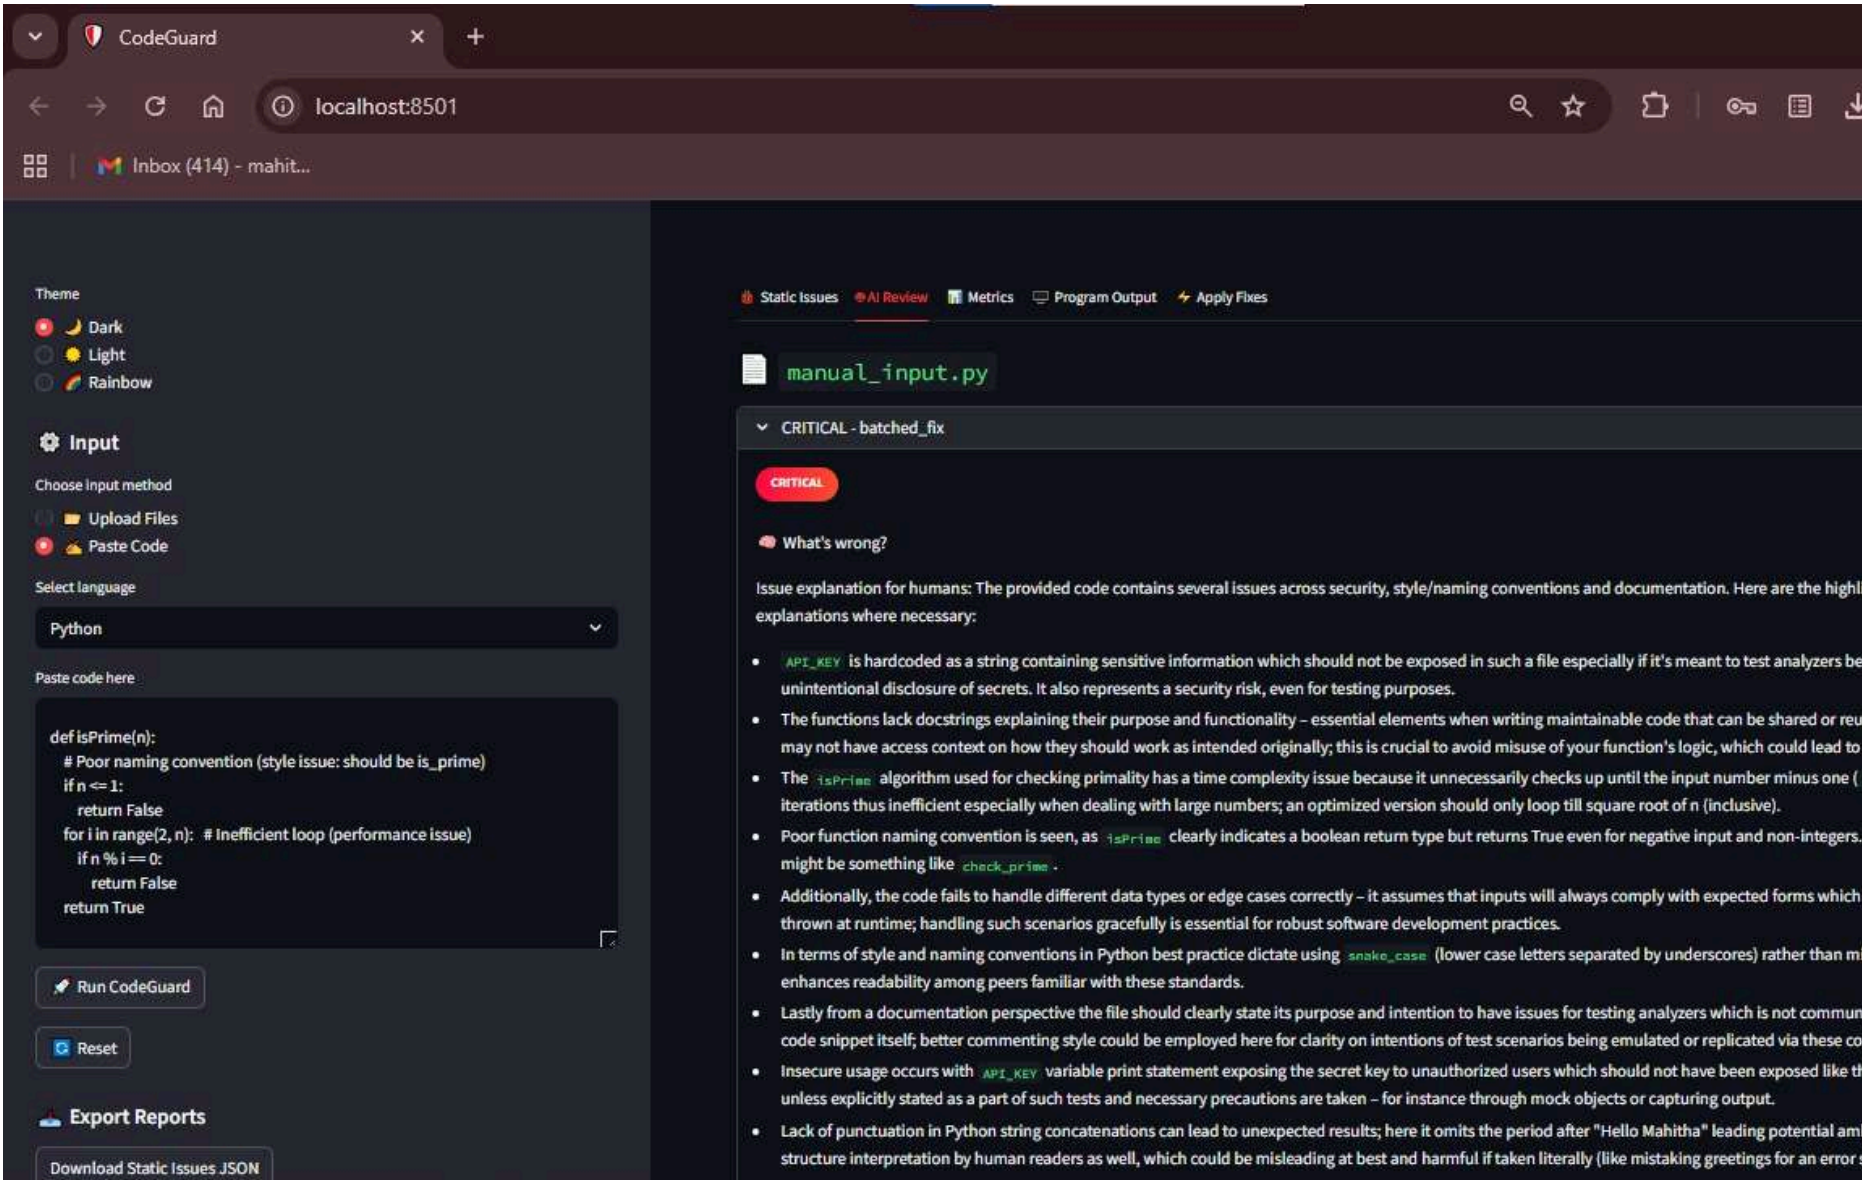 CodeGuard
localhost:8501
Inbox (414) - mahit...
Theme
Dark
Light
Rainbow
Input
Choose input method
Upload Files
Paste Code
Select language
Python
Paste code here
def isPrime(n):
# Poor naming convention (style issue: should be is_prime)
if n <= 1:
return False
for i in range(2, n): # Inefficient loop (performance issue)
if n % i == 0:
return False
return True
Run CodeGuard
Reset
Export Reports
Download Static Issues JSON
Static Issues AI Review Metrics Program Output Apply Fixes
manual_input.py
CRITICAL - batched_fix
CRITICAL
What's wrong?
Issue explanation for humans: The provided code contains several issues across security, style/naming conventions and documentation. Here are the highli
explanations where necessary:
• API_KEY is hardcoded as a string containing sensitive information which should not be exposed in such a file especially if it's meant to test analyzers be
unintentional disclosure of secrets. It also represents a security risk, even for testing purposes.
• The functions lack docstrings explaining their purpose and functionality – essential elements when writing maintainable code that can be shared or reu
may not have access context on how they should work as intended originally; this is crucial to avoid misuse of your function's logic, which could lead to
• The isPrime algorithm used for checking primality has a time complexity issue because it unnecessarily checks up until the input number minus one (
iterations thus inefficient especially when dealing with large numbers; an optimized version should only loop till square root of n (inclusive).
• Poor function naming convention is seen, as isPrime clearly indicates a boolean return type but returns True even for negative input and non-integers.
might be something like check_prime .
• Additionally, the code fails to handle different data types or edge cases correctly – it assumes that inputs will always comply with expected forms which
thrown at runtime; handling such scenarios gracefully is essential for robust software development practices.
• In terms of style and naming conventions in Python best practice dictate using snake_case (lower case letters separated by underscores) rather than mi
enhances readability among peers familiar with these standards.
• Lastly from a documentation perspective the file should clearly state its purpose and intention to have issues for testing analyzers which is not commun
code snippet itself; better commenting style could be employed here for clarity on intentions of test scenarios being emulated or replicated via these co
• Insecure usage occurs with API_KEY variable print statement exposing the secret key to unauthorized users which should not have been exposed like th
unless explicitly stated as a part of such tests and necessary precautions are taken – for instance through mock objects or capturing output.
• Lack of punctuation in Python string concatenations can lead to unexpected results; here it omits the period after "Hello Mahitha" leading potential am
structure interpretation by human readers as well, which could be misleading at best and harmful if taken literally (like mistaking greetings for an error s